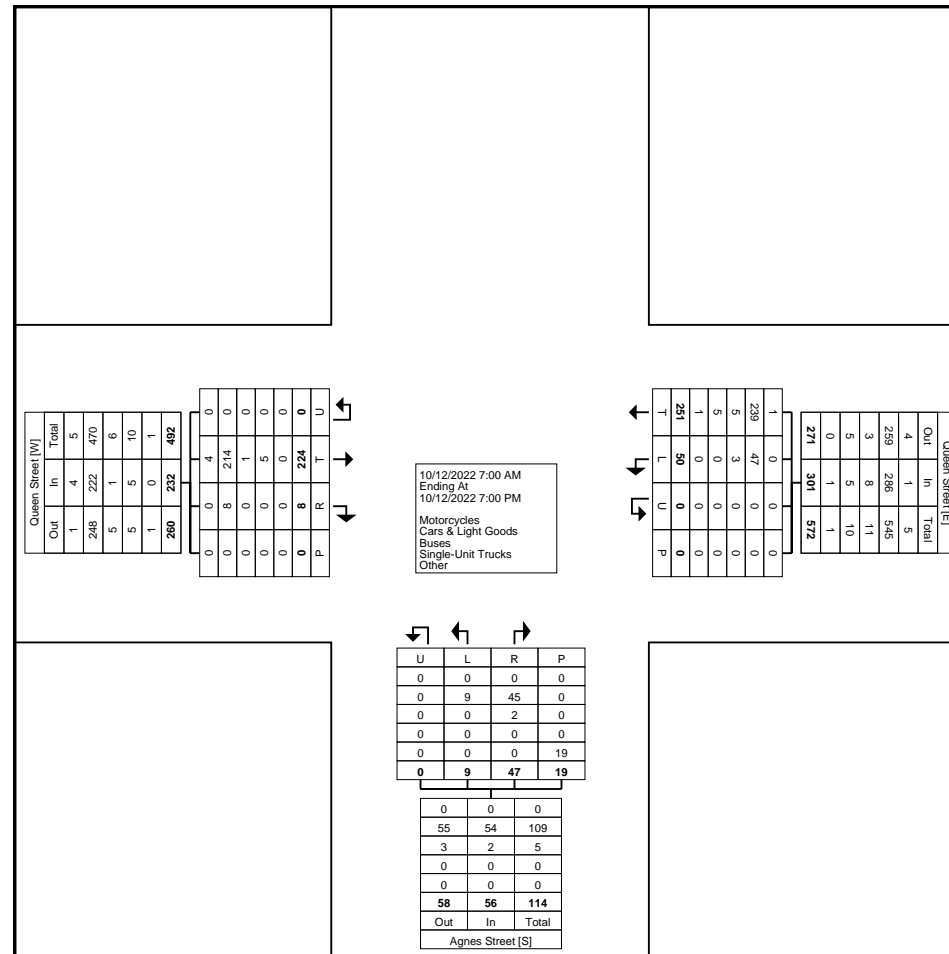 Queen Street [W]
Total 5 470 6 10 1 492
In 4 222 1 5 0 232
Out 1 248 5 5 1 260
0 0 0 0 0 0 U
4 214 1 5 0 224 T
0 8 0 0 0 8 R
0 0 0 0 0 0 P
10/12/2022 7:00 AM
Ending At
10/12/2022 7:00 PM
Motorcycles
Cars & Light Goods
Buses
Single-Unit Trucks
Other
T 251 1 5 5 239 1
L 50 0 0 3 47 0
U 0 0 0 0 0 0
P 0 0 0 0 0 0
271 0 5 3 259 4 Out
301 1 5 8 286 1 In
572 1 10 11 545 5 Total
Queen Street [E]
U L R P
0 0 0 0
0 9 45 0
0 0 2 0
0 0 0 0
0 0 0 19
0 9 47 19
0 0 0
55 54 109
3 2 5
0 0 0
0 0 0
58 56 114
Out In Total
Agnes Street [S]